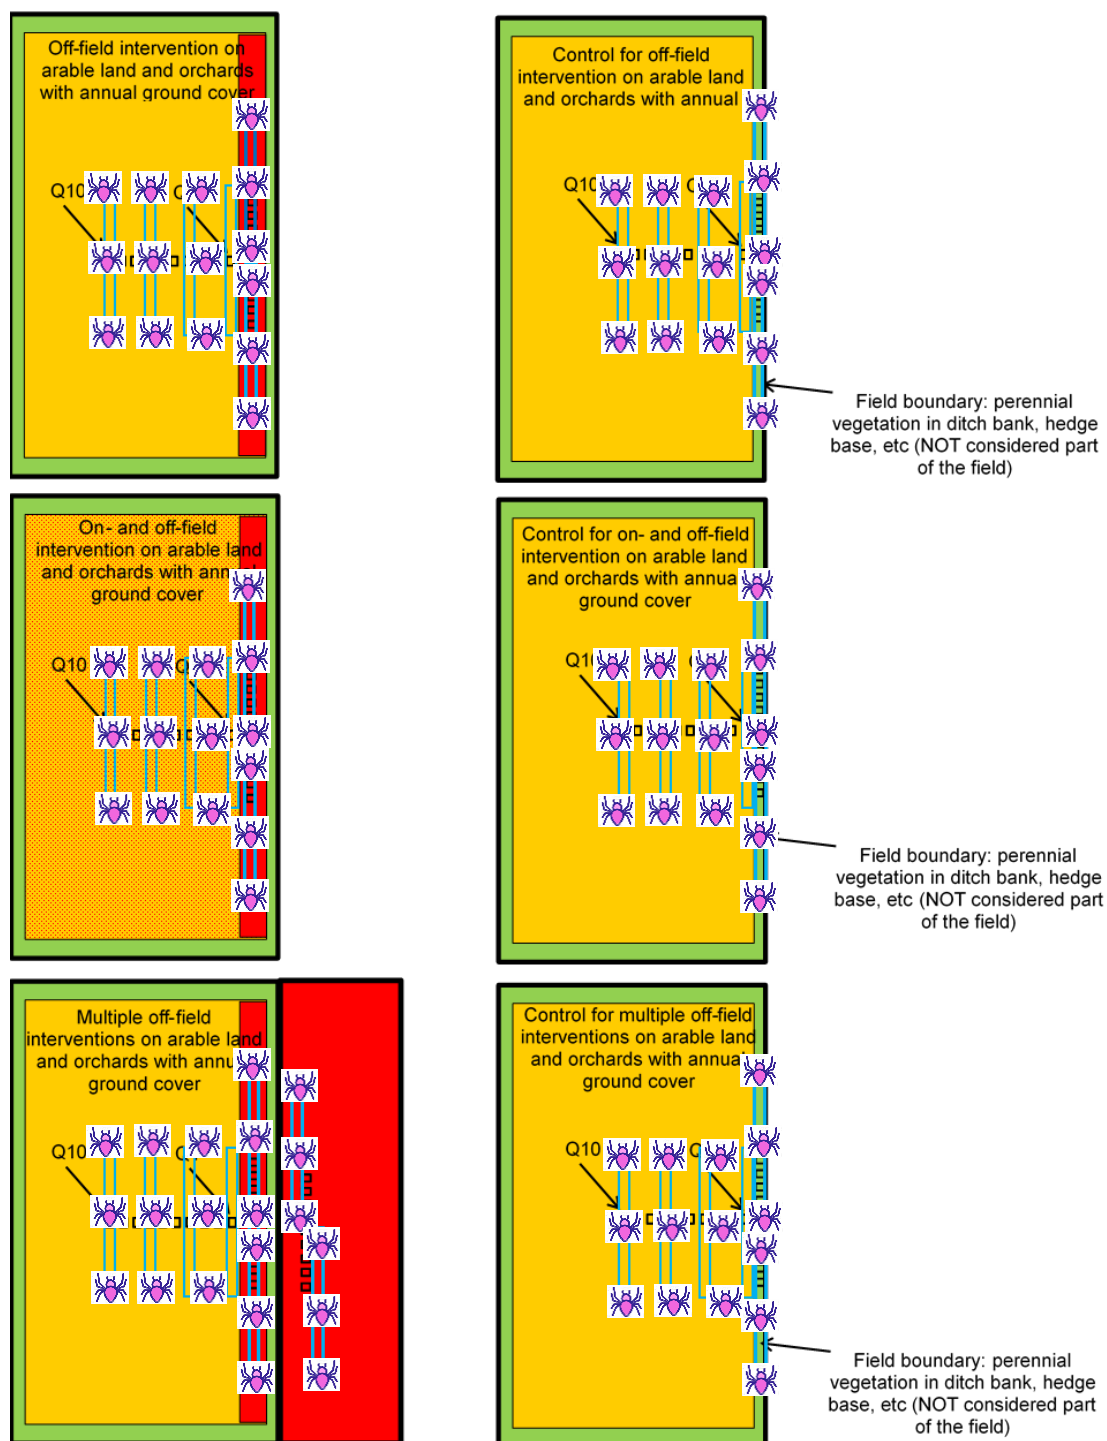 Off-field intervention on
arable land and orchards
with annual ground cover
Q10
Control for off-field
intervention on arable land
and orchards with annual
Q10
Field boundary: perennial
vegetation in ditch bank, hedge
base, etc (NOT considered part
of the field)
On- and off-field
intervention on arable land
and orchards with annual
ground cover
Q10
Control for on- and off-field
intervention on arable land
and orchards with annual
ground cover
Q10
Field boundary: perennial
vegetation in ditch bank, hedge
base, etc (NOT considered part
of the field)
Multiple off-field
interventions on arable land
and orchards with annual
ground cover
Q10
Control for multiple off-field
interventions on arable land
and orchards with annual
ground cover
Q10
Field boundary: perennial
vegetation in ditch bank, hedge
base, etc (NOT considered part
of the field)